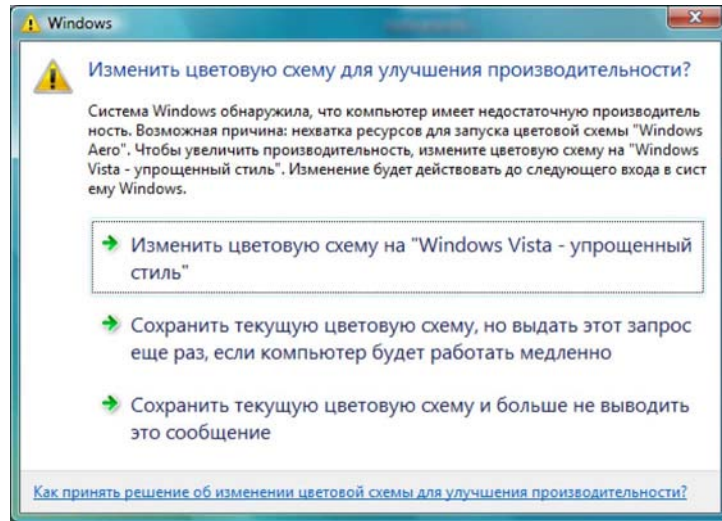 Windows
Изменить цветовую схему для улучшения производительности?
Система Windows обнаружила, что компьютер имеет недостаточную производитель
ность. Возможная причина: нехватка ресурсов для запуска цветовой схемы "Windows
Aero". Чтобы увеличить производительность, измените цветовую схему на "Windows
Vista - упрощенный стиль". Изменение будет действовать до следующего входа в сист
ему Windows.
Изменить цветовую схему на "Windows Vista - упрощенный
стиль"
Сохранить текущую цветовую схему, но выдать этот запрос
еще раз, если компьютер будет работать медленно
Сохранить текущую цветовую схему и больше не выводить
это сообщение
Как принять решение об изменении цветовой схемы для улучшения производительности?